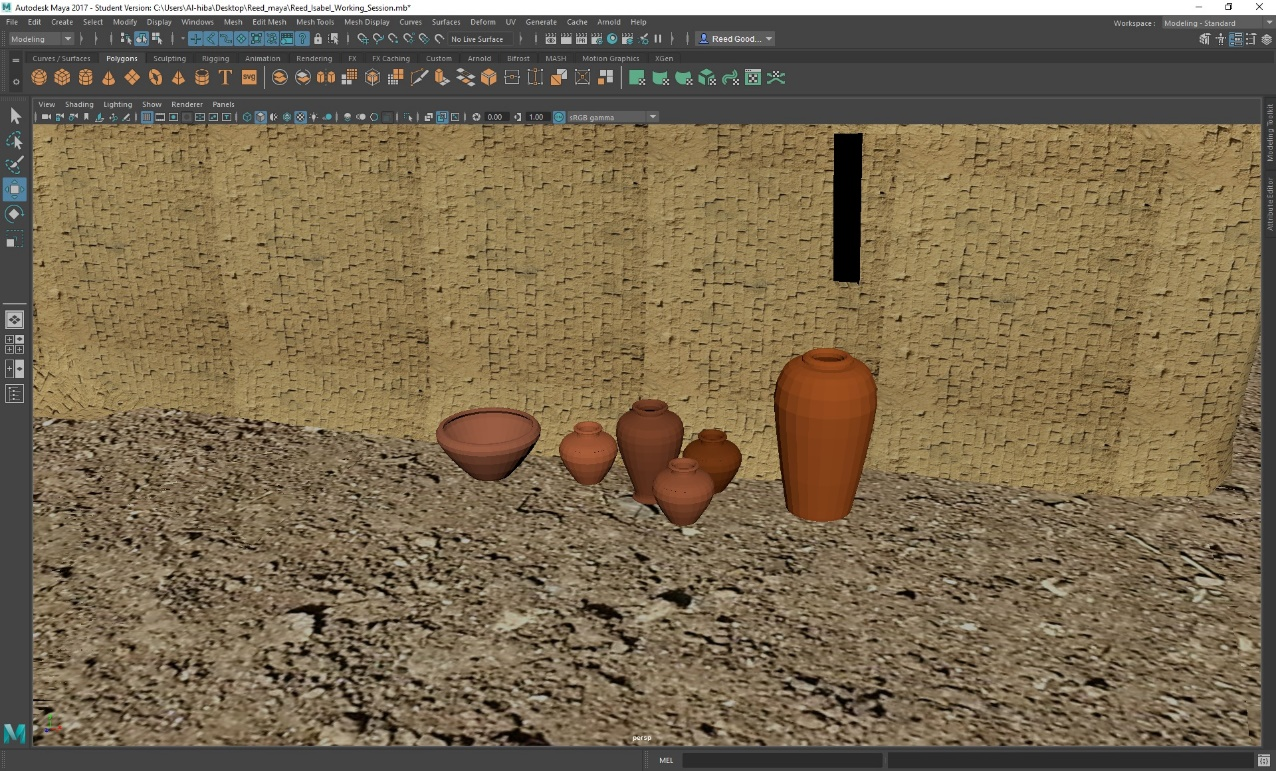 Autodesk Maya 2017 - Student Version: C:\Users\Al-hiba\Desktop\Reed_maya\Reed_Isabel_Working_Session.mb*
File Edit Create Select Modify Display Windows Mesh Edit Mesh Mesh Tools Mesh Display Curves Surfaces Deform UV Generate Cache Arnold Help
Workspace: Modeling - Standard
Modeling No Live Surface Reed Good...
Curves / Surfaces Polygons Sculpting Rigging Animation Rendering FX FX Caching Custom Arnold Bifrost MASH Motion Graphics XGen
T SVG
View Shading Lighting Show Renderer Panels
0.00 1.00 sRGB gamma
Modeling Toolkit
Attribute Editor
persp
M
MEL